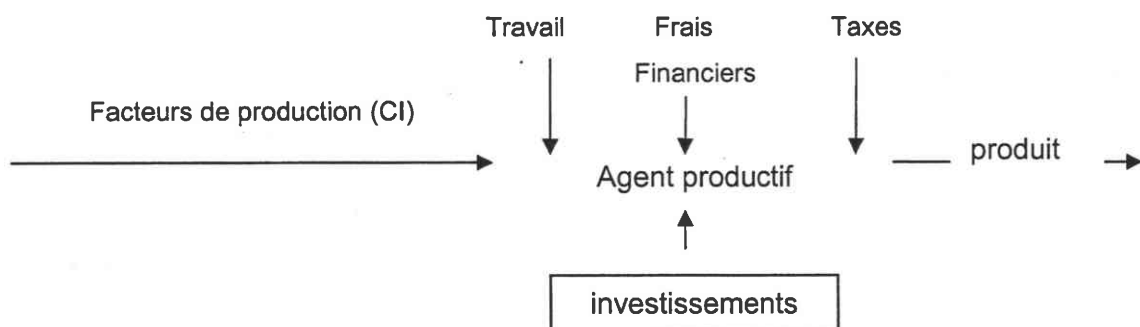 Travail Frais Taxes
Financiers
Facteurs de production (CI)
produit
Agent productif
investissements